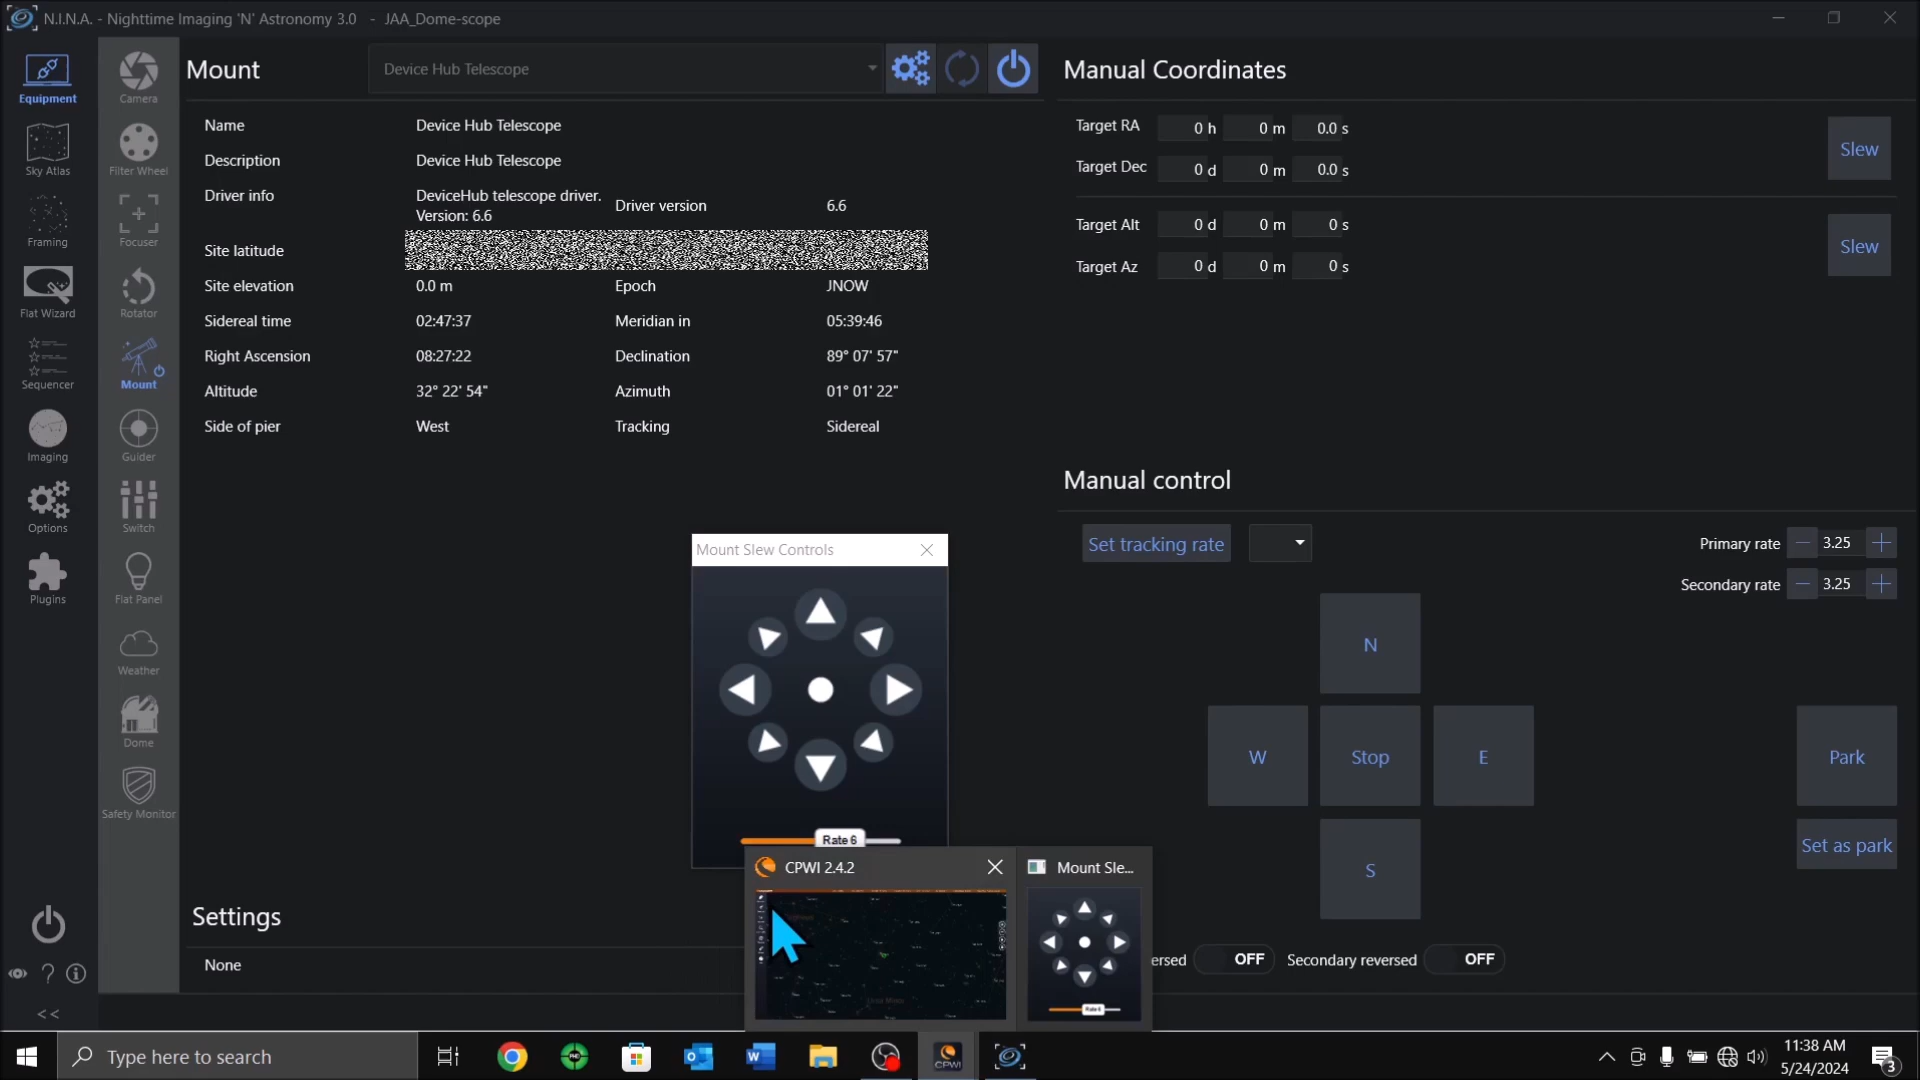 N.I.N.A. - Nighttime Imaging 'N' Astronomy 3.0 - JAA_Dome-scope
Equipment
Sky Atlas
Framing
Flat Wizard
Sequencer
Imaging
Options
Plugins
<<
Camera
Filter Wheel
Focuser
Rotator
Mount
Guider
Switch
Flat Panel
Weather
Dome
Safety Monitor
Mount
Device Hub Telescope
Name Device Hub Telescope
Description Device Hub Telescope
Driver info DeviceHub telescope driver. Version: 6.6 Driver version 6.6
Site latitude
Site elevation 0.0 m Epoch JNOW
Sidereal time 02:47:37 Meridian in 05:39:46
Right Ascension 08:27:22 Declination 89° 07' 57"
Altitude 32° 22' 54" Azimuth 01° 01' 22"
Side of pier West Tracking Sidereal
Settings
None
Manual Coordinates
Target RA 0 h 0 m 0.0 s
Target Dec 0 d 0 m 0.0 s
Slew
Target Alt 0 d 0 m 0 s
Target Az 0 d 0 m 0 s
Slew
Manual control
Set tracking rate
Primary rate 3.25
Secondary rate 3.25
N
W Stop E
S
Park
Set as park
ersed OFF Secondary reversed OFF
Mount Slew Controls
Rate 6
CPWI 2.4.2
Mount Sle...
Rate 6
Type here to search
CPWI
11:38 AM
5/24/2024
3